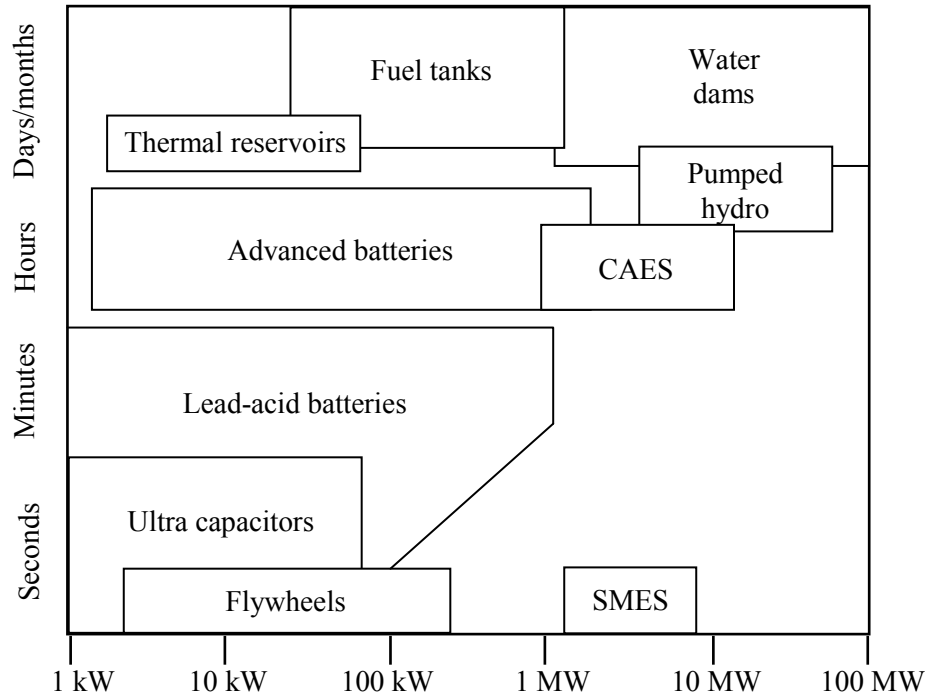 Days/months
Hours
Minutes
Seconds
Fuel tanks
Water
dams
Thermal reservoirs
Pumped
hydro
Advanced batteries
CAES
Lead-acid batteries
Ultra capacitors
Flywheels
SMES
1 kW
10 kW
100 kW
1 MW
10 MW
100 MW